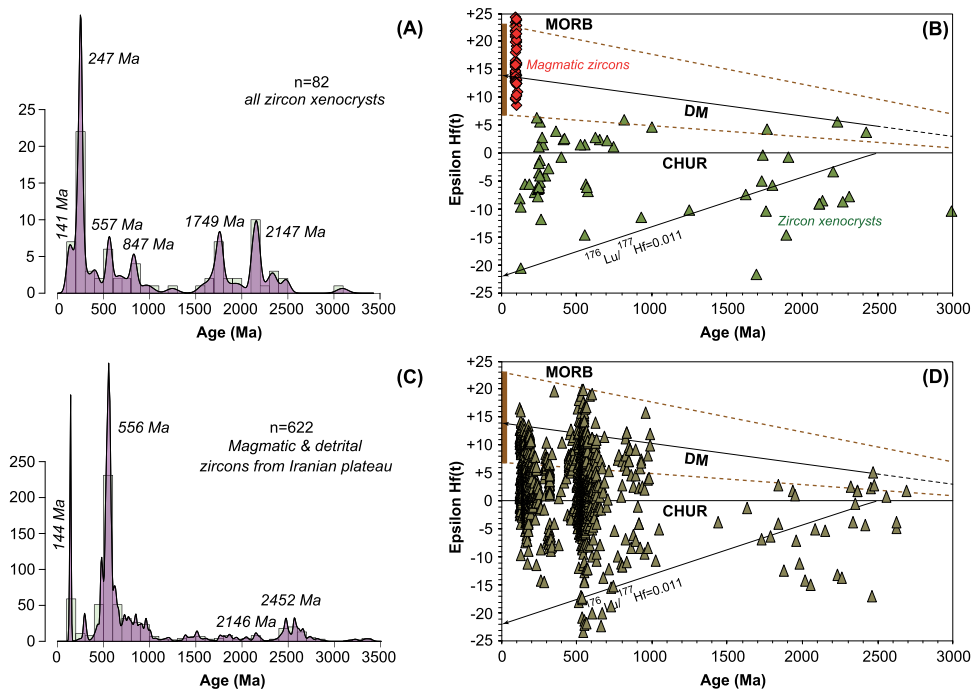 (A)
247 Ma
n=82
all zircon xenocrysts
141 Ma
557 Ma
847 Ma
1749 Ma
2147 Ma
25
20
15
10
5
0
0 500 1000 1500 2000 2500 3000 3500
Age (Ma)
(B)
MORB
Magmatic zircons
DM
CHUR
Zircon xenocrysts
176Lu/177Hf=0.011
Epsilon Hf(t)
+25
+20
+15
+10
+5
0
-5
-10
-15
-20
-25
0 500 1000 1500 2000 2500 3000
Age (Ma)
(C)
556 Ma
n=622
Magmatic & detrital
zircons from Iranian plateau
144 Ma
2146 Ma
2452 Ma
250
200
150
100
50
0
0 500 1000 1500 2000 2500 3000 3500
Age (Ma)
(D)
MORB
DM
CHUR
176Lu/177Hf=0.011
Epsilon Hf(t)
+25
+20
+15
+10
+5
0
-5
-10
-15
-20
-25
0 500 1000 1500 2000 2500 3000
Age (Ma)